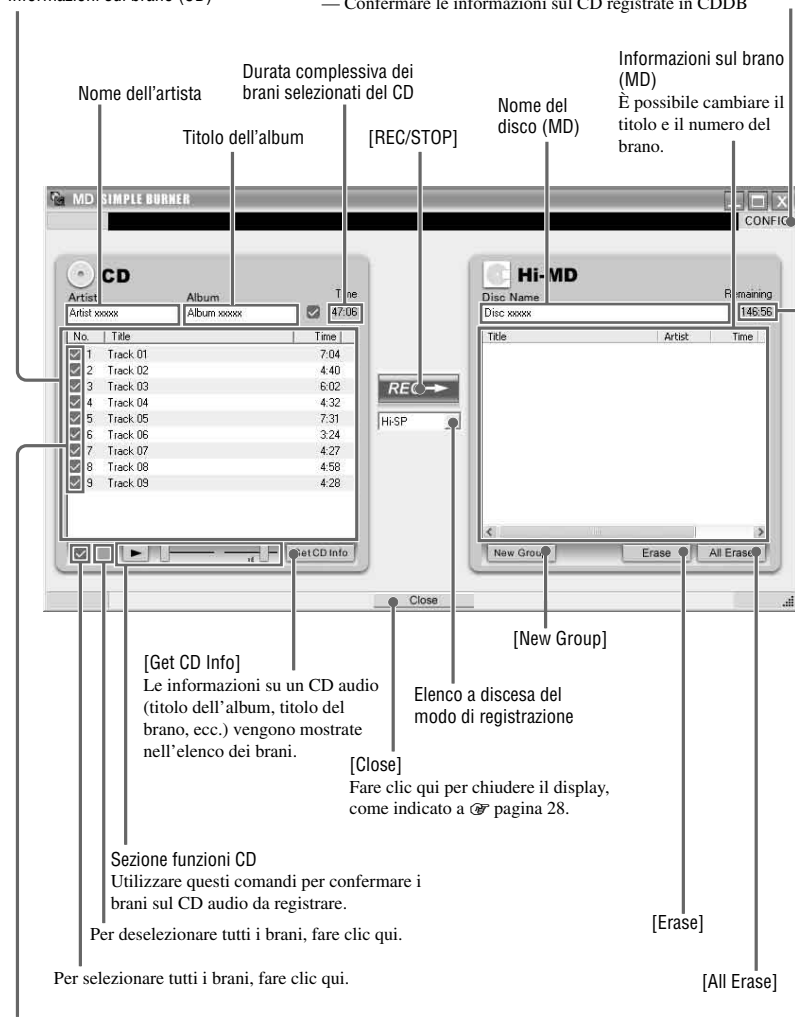 Informazioni sul brano (CD)
— Confermare le informazioni sul CD registrate in CDDB
Nome dell'artista
Durata complessiva dei
brani selezionati del CD
Titolo dell'album
[REC/STOP]
Nome del
disco (MD)
Informazioni sul brano
(MD)
È possibile cambiare il
titolo e il numero del
brano.
MD SIMPLE BURNER
CONFIG
CD
Artist
Album
Time
Artist xxxxx
Album xxxxx
47:06
No. Title Time
1 Track 01 7:04
2 Track 02 4:40
3 Track 03 6:02
4 Track 04 4:32
5 Track 05 7:31
6 Track 06 3:24
7 Track 07 4:27
8 Track 08 4:58
9 Track 09 4:28
Get CD Info
REC
Hi-SP
Hi-MD
Disc Name
Remaining
Disc xxxxx
146:56
Title Artist Time
New Group
Erase
All Erase
Close
[New Group]
[Get CD Info]
Le informazioni su un CD audio
(titolo dell'album, titolo del
brano, ecc.) vengono mostrate
nell'elenco dei brani.
Elenco a discesa del
modo di registrazione
[Close]
Fare clic qui per chiudere il display,
come indicato a ☞ pagina 28.
Sezione funzioni CD
Utilizzare questi comandi per confermare i
brani sul CD audio da registrare.
Per deselezionare tutti i brani, fare clic qui.
[Erase]
Per selezionare tutti i brani, fare clic qui.
[All Erase]